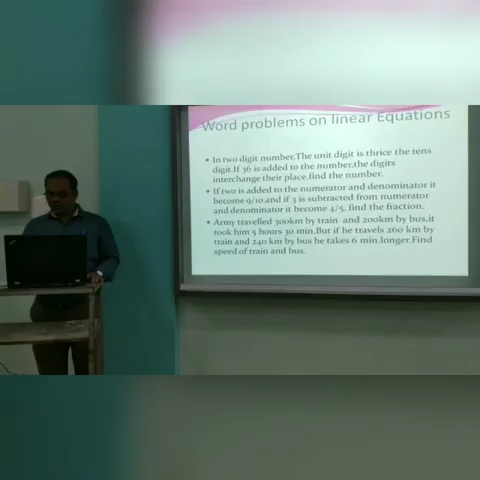 Word problems on linear Equations
• In two digit number,The unit digit is thrice the tens
digit.If 36 is added to the number,the digits
interchange their place.find the number.
• If two is added to the numerator and denominator it
become 9/10.and if 3 is subtracted from numerator
and denominator it become 4/5. find the fraction.
• Army travelled 300km by train and 200km by bus,it
took him 5 hours 30 min.But if he travels 260 km by
train and 240 km by bus he takes 6 min.longer.Find
speed of train and bus.